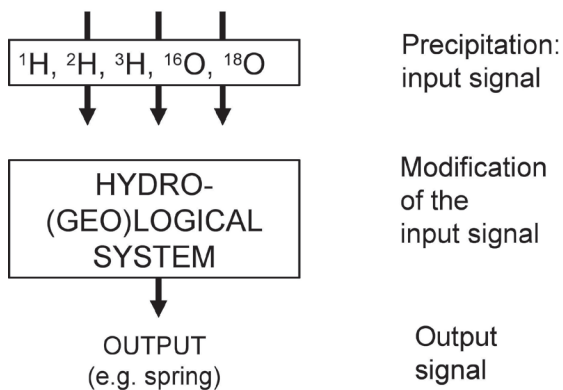 ¹H, ²H, ³H, ¹⁶O, ¹⁸O
Precipitation:
input signal
HYDRO-
(GEO)LOGICAL
SYSTEM
Modification
of the
input signal
OUTPUT
(e.g. spring)
Output
signal